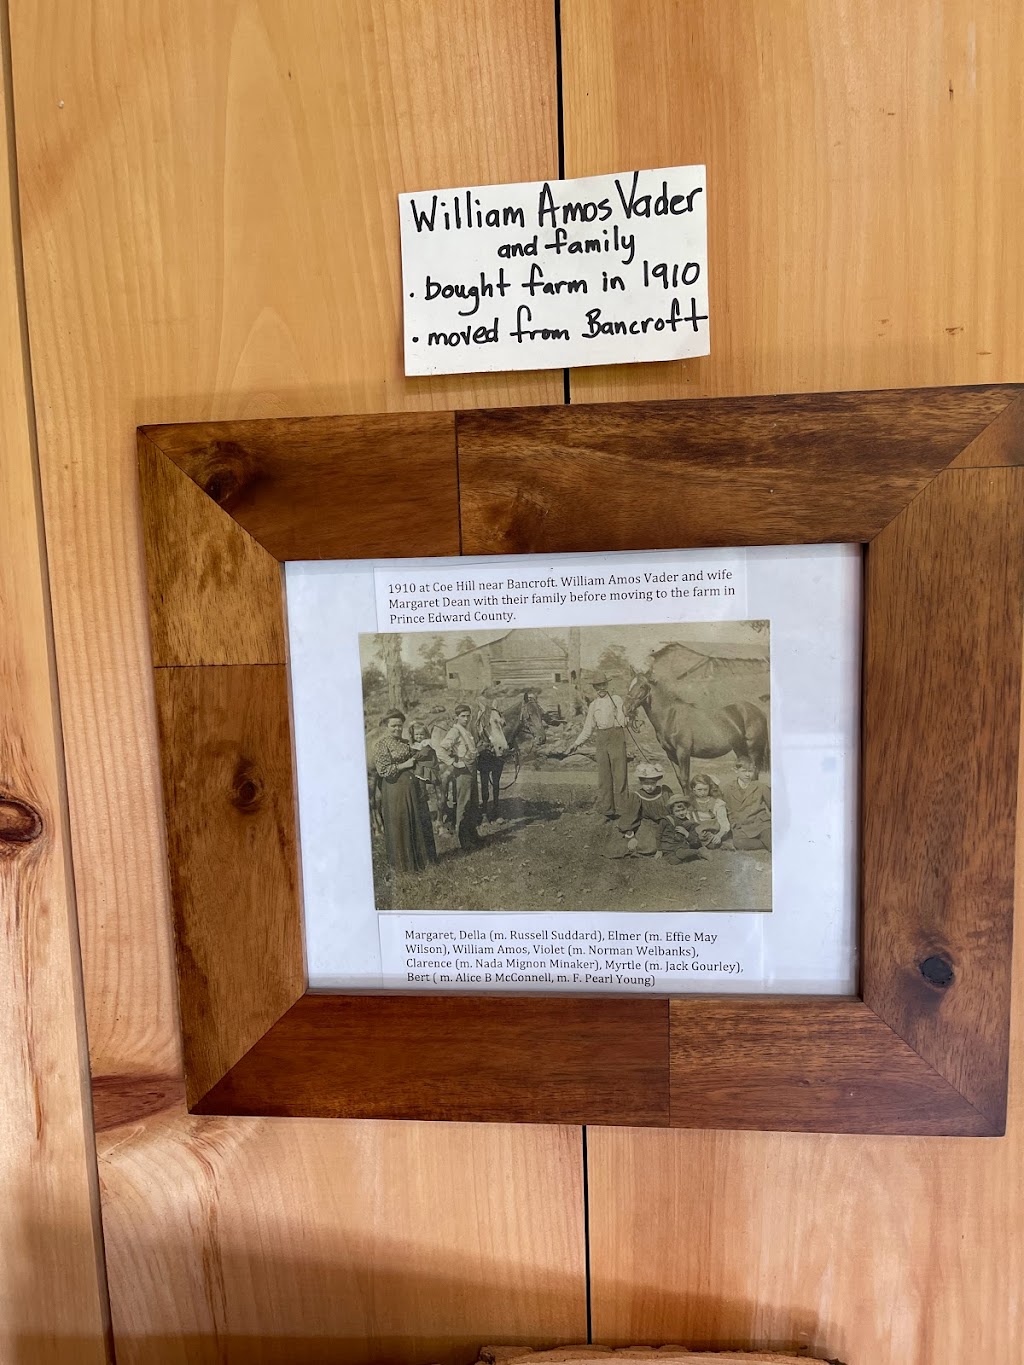 William Amos Vader
and family
• bought farm in 1910
• moved from Bancroft
1910 at Coe Hill near Bancroft. William Amos Vader and wife
Margaret Dean with their family before moving to the farm in
Prince Edward County.
Margaret, Della (m. Russell Suddard), Elmer (m. Effie May
Wilson), William Amos, Violet (m. Norman Welbanks),
Clarence (m. Nada Mignon Minaker), Myrtle (m. Jack Gourley),
Bert ( m. Alice B McConnell, m. F. Pearl Young)